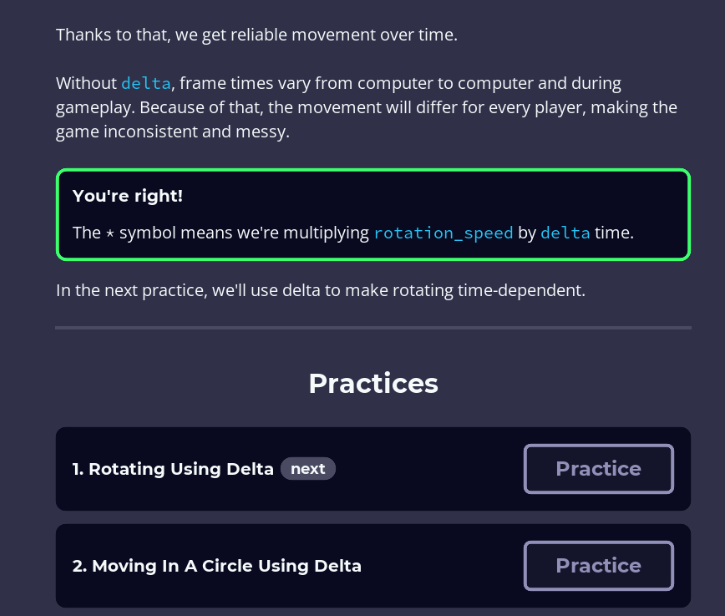 Thanks to that, we get reliable movement over time.
Without delta, frame times vary from computer to computer and during
gameplay. Because of that, the movement will differ for every player, making the
game inconsistent and messy.
You're right!
The * symbol means we're multiplying rotation_speed by delta time.
In the next practice, we'll use delta to make rotating time-dependent.
Practices
1. Rotating Using Delta next Practice
2. Moving In A Circle Using Delta Practice